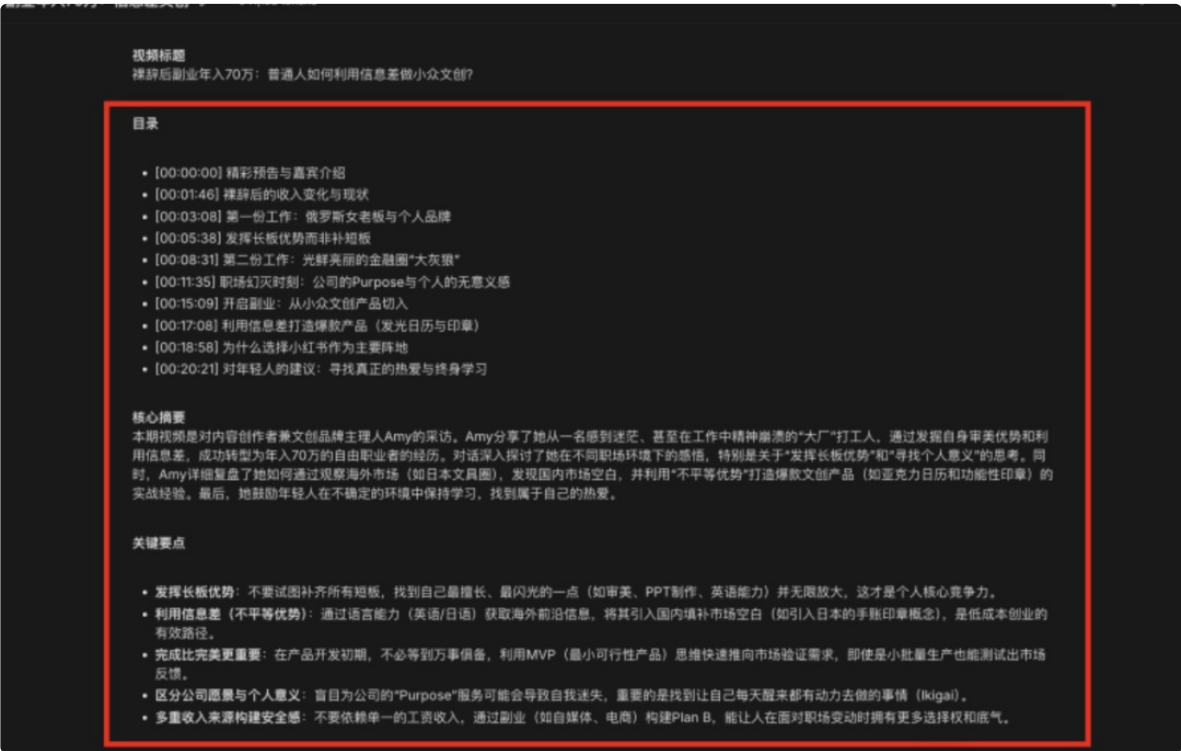 视频标题
裸辞后副业年入70万：普通人如何利用信息差做小众文创?
目录
• [00:00:00] 精彩预告与嘉宾介绍
• [00:01:46] 裸辞后的收入变化与现状
• [00:03:08] 第一份工作：俄罗斯女老板与个人品牌
• [00:05:38] 发挥长板优势而非补短板
• [00:08:31] 第二份工作：光鲜亮丽的金融圈“大灰狼”
• [00:11:35] 职场幻灭时刻：公司的Purpose与个人的无意义感
• [00:15:09] 开启副业：从小众文创产品切入
• [00:17:08] 利用信息差打造爆款产品（发光日历与印章）
• [00:18:58] 为什么选择小红书作为主要阵地
• [00:20:21] 对年轻人的建议：寻找真正的热爱与终身学习
核心摘要
本期视频是对内容创作者兼文创品牌主理人Amy的采访。Amy分享了她从一名感到迷茫、甚至在工作中精神崩溃的“大厂”打工人，通过发掘自身审美优势和利
用信息差，成功转型为年入70万的自由职业者的经历。对话深入探讨了她在不同职场环境下的感悟，特别是关于“发挥长板优势”和“寻找个人意义”的思考。同
时，Amy详细复盘了她如何通过观察海外市场（如日本文具圈），发现国内市场空白，并利用“不平等优势”打造爆款文创产品（如亚克力日历和功能性印章）的
实战经验。最后，她鼓励年轻人在不确定的环境中保持学习，找到属于自己的热爱。
关键要点
• 发挥长板优势：不要试图补齐所有短板，找到自己最擅长、最闪光的一点（如审美、PPT制作、英语能力）并无限放大，这才是个人核心竞争力。
• 利用信息差（不平等优势）：通过语言能力（英语/日语）获取海外前沿信息，将其引入国内填补市场空白（如引入日本的手账印章概念），是低成本创业的
有效路径。
• 完成比完美更重要：在产品开发初期，不必等到万事俱备，利用MVP（最小可行性产品）思维快速推向市场验证需求，即使是小批量生产也能测试出市场
反馈。
• 区分公司愿景与个人意义：盲目为公司的“Purpose”服务可能会导致自我迷失，重要的是找到让自己每天醒来都有动力去做的事情（Ikigai）。
• 多重收入来源构建安全感：不要依赖单一的工资收入，通过副业（如自媒体、电商）构建Plan B，能让人在面对职场变动时拥有更多选择权和底气。